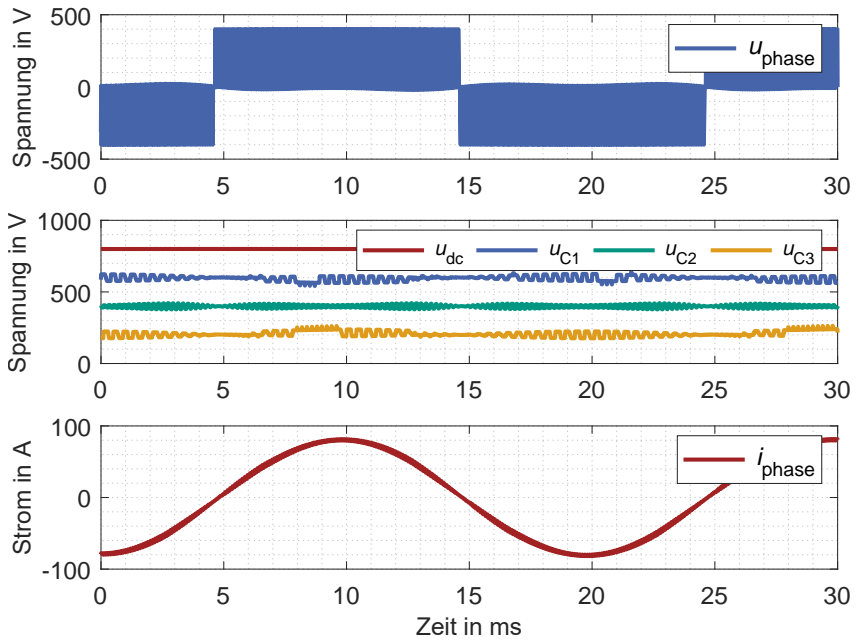 Spannung in V
500
0
-500
u_phase
0 5 10 15 20 25 30
Spannung in V
1000
500
0
u_dc u_C1 u_C2 u_C3
0 5 10 15 20 25 30
Strom in A
100
0
-100
i_phase
0 5 10 15 20 25 30
Zeit in ms